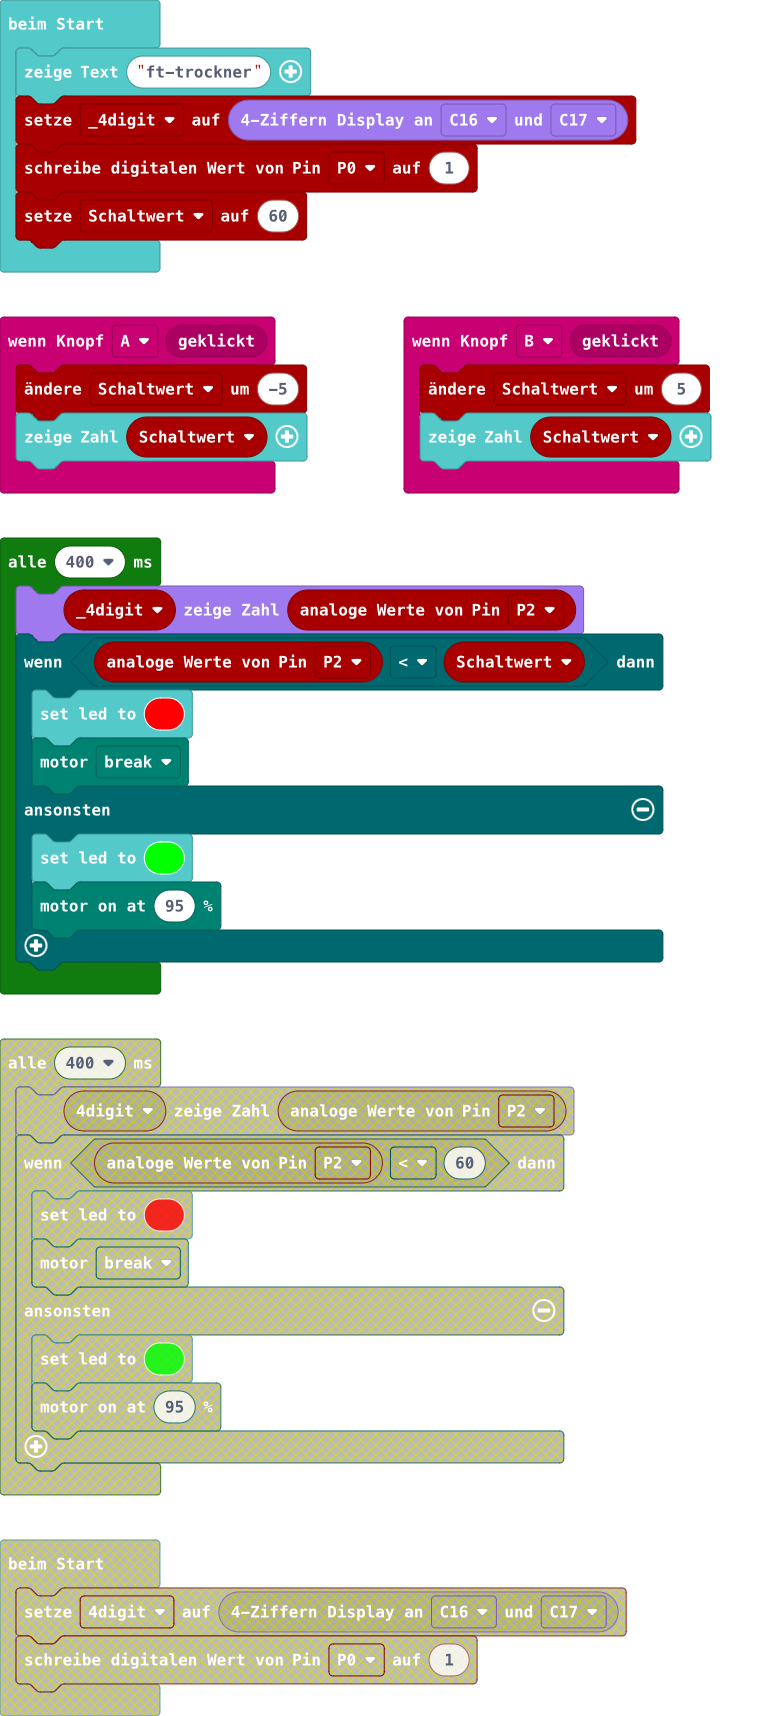 beim Start
zeige Text "ft-trockner"
setze _4digit auf 4-Ziffern Display an C16 und C17
schreibe digitalen Wert von Pin P0 auf 1
setze Schaltwert auf 60
wenn Knopf A geklickt
ändere Schaltwert um -5
zeige Zahl Schaltwert
wenn Knopf B geklickt
ändere Schaltwert um 5
zeige Zahl Schaltwert
alle 400 ms
_4digit zeige Zahl analoge Werte von Pin P2
wenn analoge Werte von Pin P2 < Schaltwert dann
set led to
motor break
ansonsten
set led to
motor on at 95 %
alle 400 ms
4digit zeige Zahl analoge Werte von Pin P2
wenn analoge Werte von Pin P2 < 60 dann
set led to
motor break
ansonsten
set led to
motor on at 95 %
beim Start
setze 4digit auf 4-Ziffern Display an C16 und C17
schreibe digitalen Wert von Pin P0 auf 1